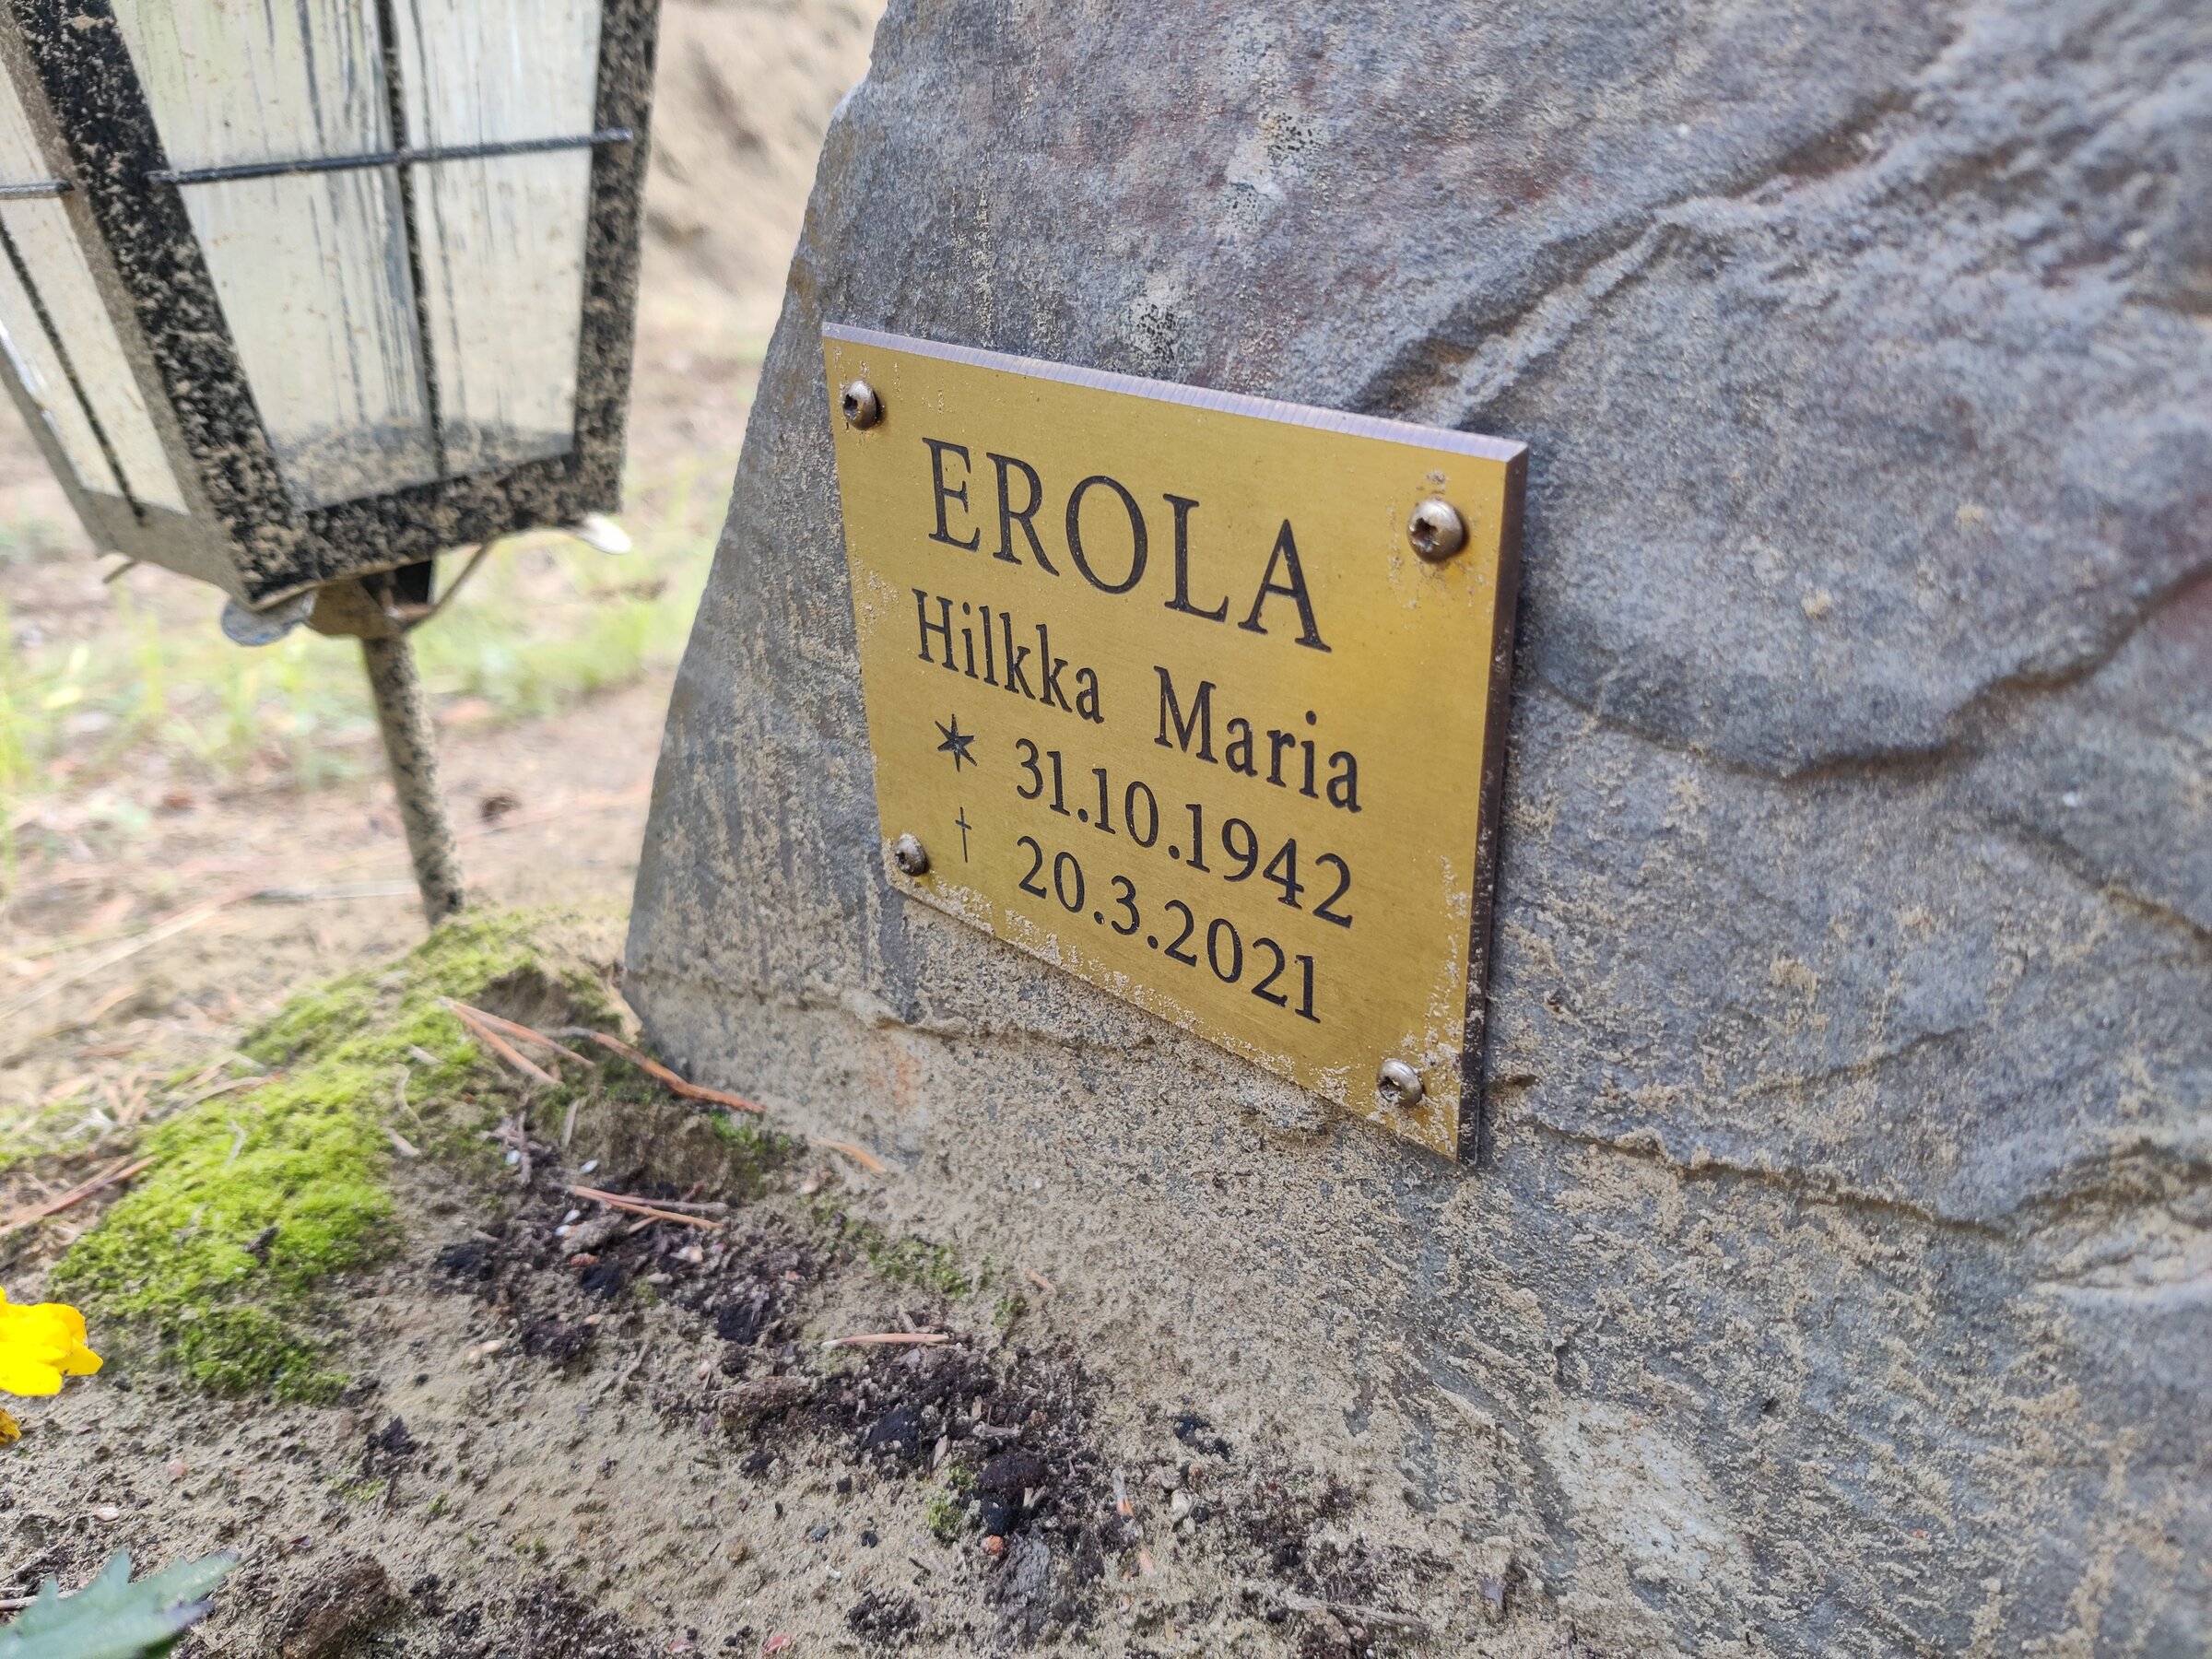 EROLA
Hilkka Maria
* 31.10.1942
† 20.3.2021